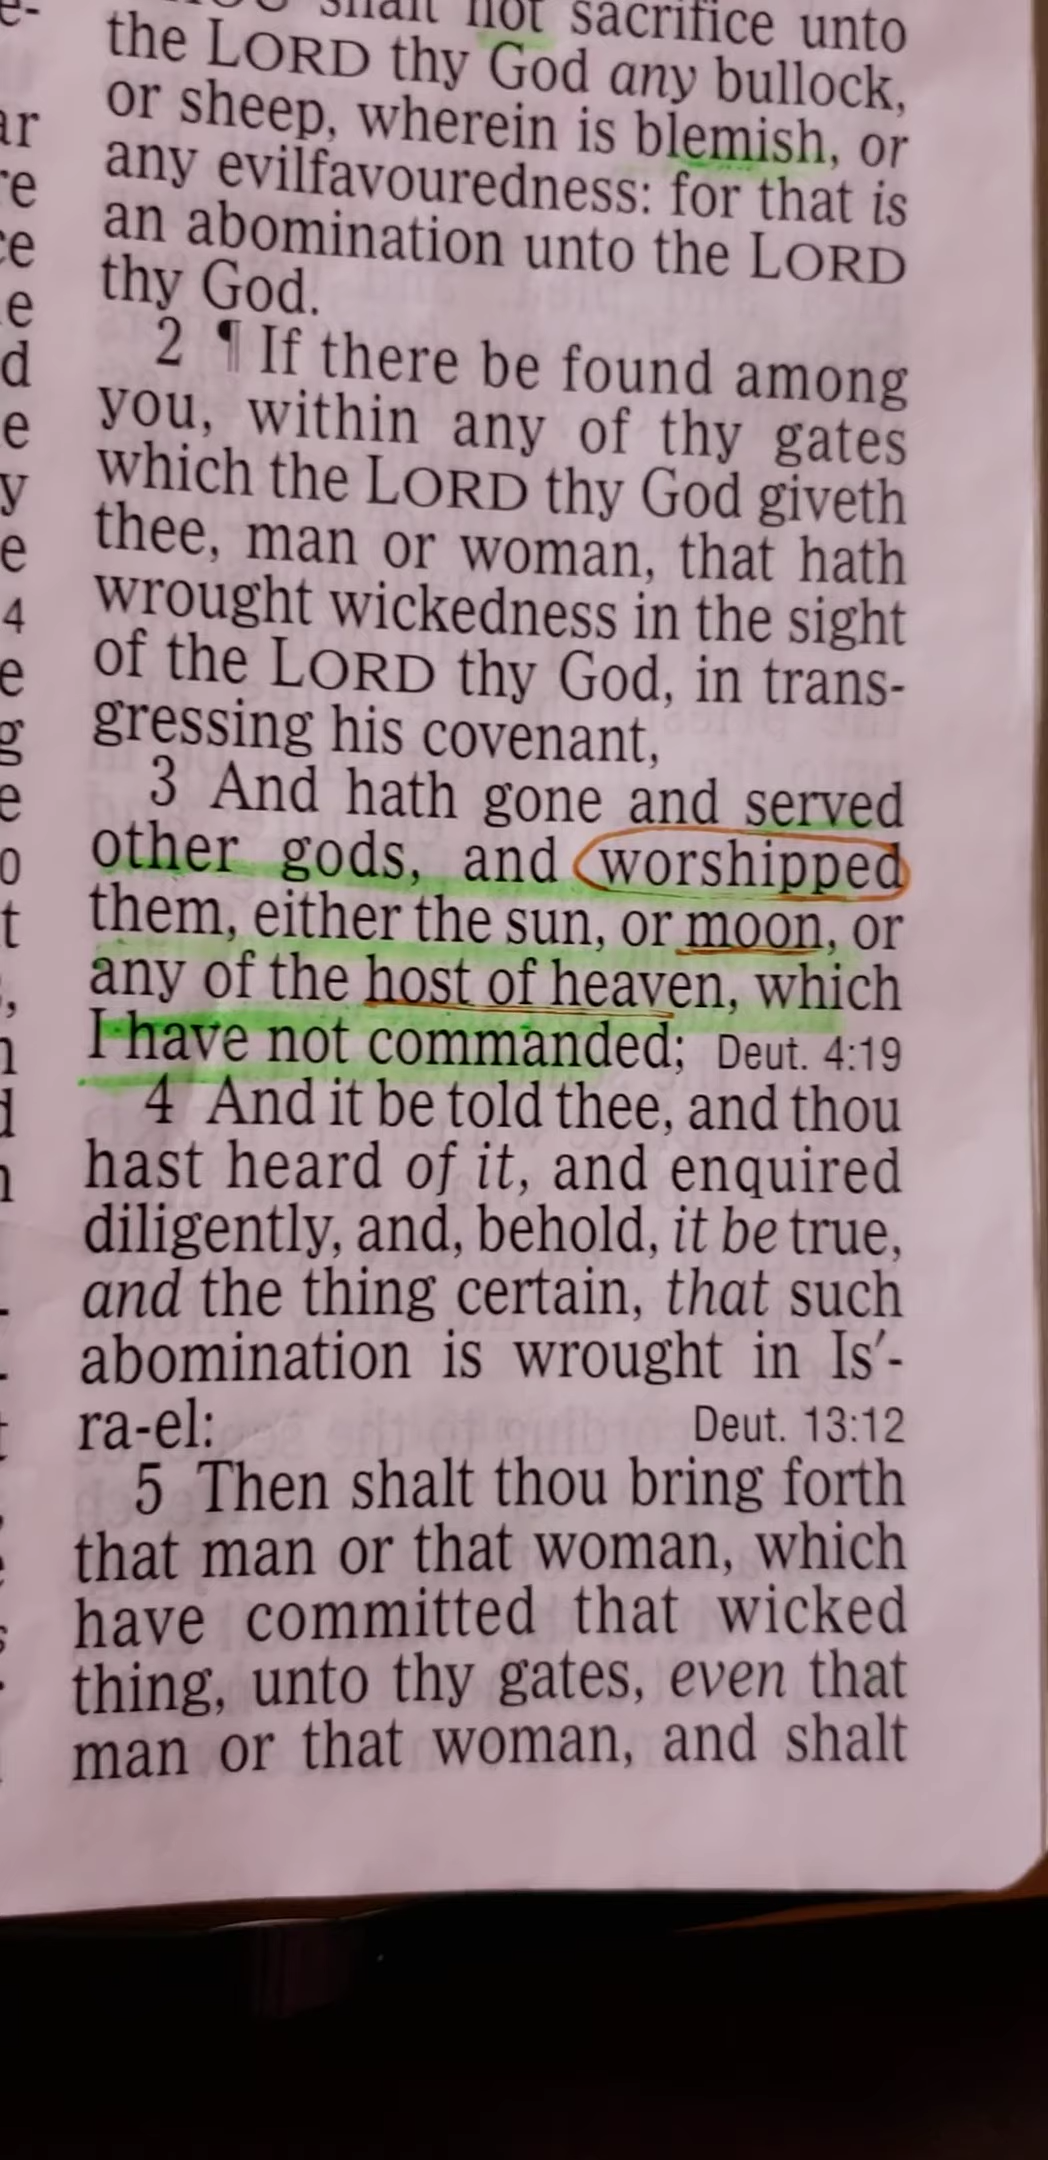 shalt not sacrifice unto
the LORD thy God any bullock,
or sheep, wherein is blemish, or
any evilfavouredness: for that is
an abomination unto the LORD
thy God.
2 ¶ If there be found among
you, within any of thy gates
which the LORD thy God giveth
thee, man or woman, that hath
wrought wickedness in the sight
of the LORD thy God, in trans-
gressing his covenant,
3 And hath gone and served
other gods, and worshipped
them, either the sun, or moon, or
any of the host of heaven, which
I have not commanded; Deut. 4:19
4 And it be told thee, and thou
hast heard of it, and enquired
diligently, and, behold, it be true,
and the thing certain, that such
abomination is wrought in Is′-
ra-el: Deut. 13:12
5 Then shalt thou bring forth
that man or that woman, which
have committed that wicked
thing, unto thy gates, even that
man or that woman, and shalt